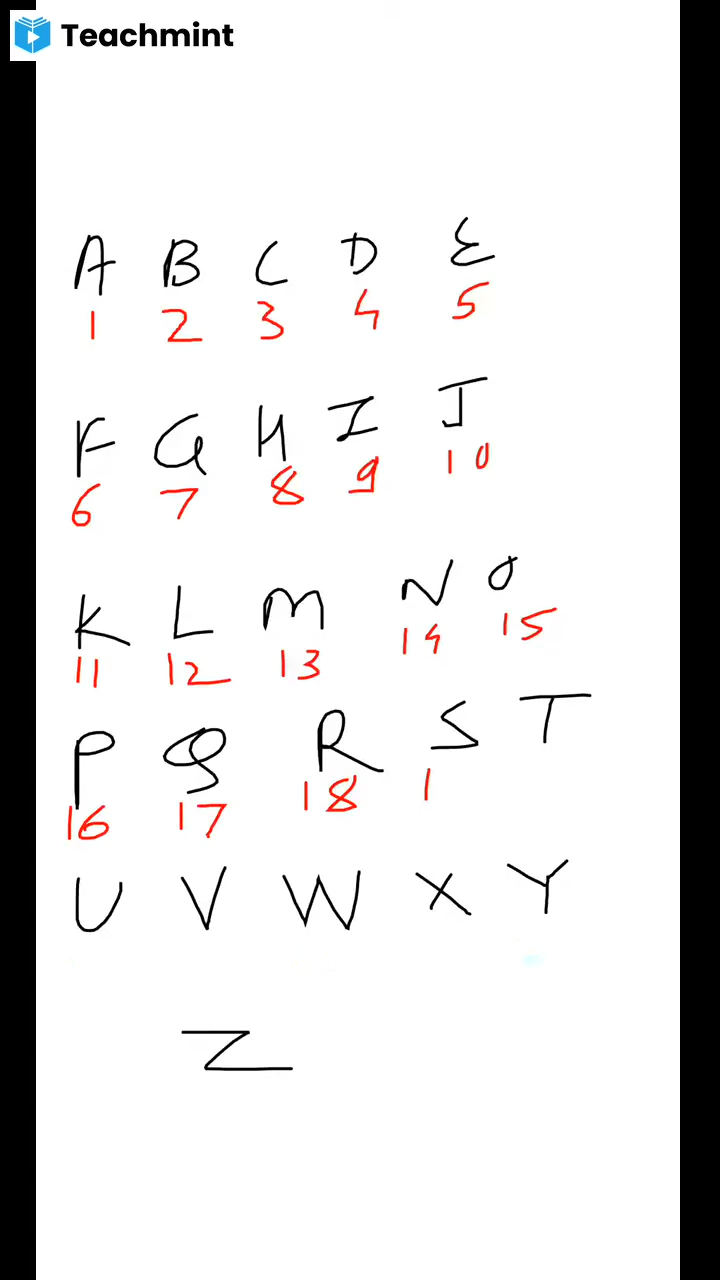 Teachmint
A B C D E
1 2 3 4 5
F G H I J
6 7 8 9 10
K L M N O
11 12 13 14 15
P Q R S T
16 17 18 1
U V W X Y
Z